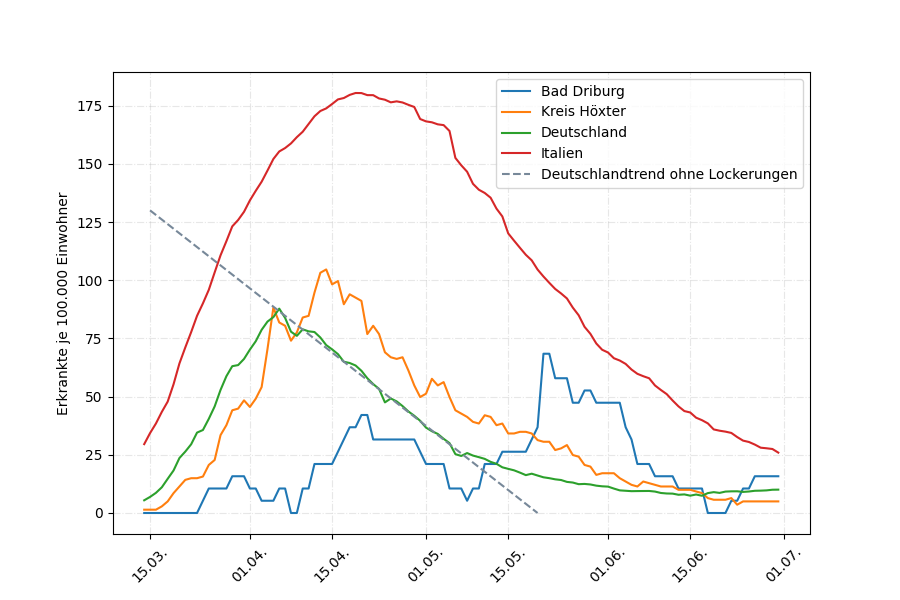 Erkrankte je 100.000 Einwohner
175
150
125
100
75
50
25
0
Bad Driburg
Kreis Höxter
Deutschland
Italien
Deutschlandtrend ohne Lockerungen
15.03.
01.04.
15.04.
01.05.
15.05.
01.06.
15.06.
01.07.